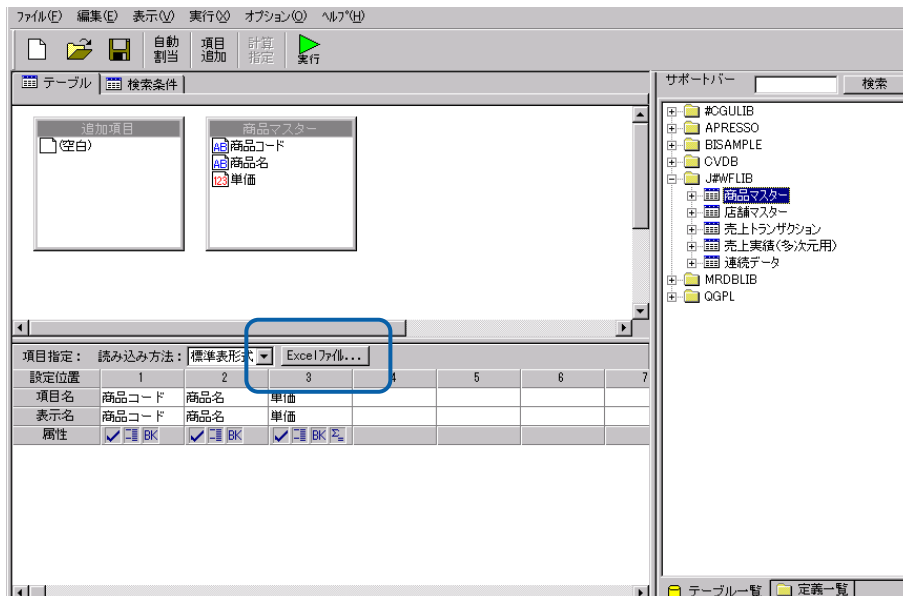 ファイル(F) 編集(E) 表示(V) 実行(X) オプション(O) ヘルプ(H)
自動割当 項目追加 計算指定 実行
テーブル 検索条件
追加項目
(空白)
商品マスター
AB 商品コード
AB 商品名
123 単価
項目指定： 読み込み方法： 標準表形式 Excelファイル...
設定位置 1 2 3 4 5 6 7
項目名 商品コード 商品名 単価
表示名 商品コード 商品名 単価
属性 BK BK BK Σ
サポートバー 検索
#CGULIB
APRESSO
BISAMPLE
CVDB
J#WFLIB
商品マスター
店舗マスター
売上トランザクション
売上実績(多次元用)
連続データ
MRDBLIB
QGPL
テーブル一覧 定義一覧